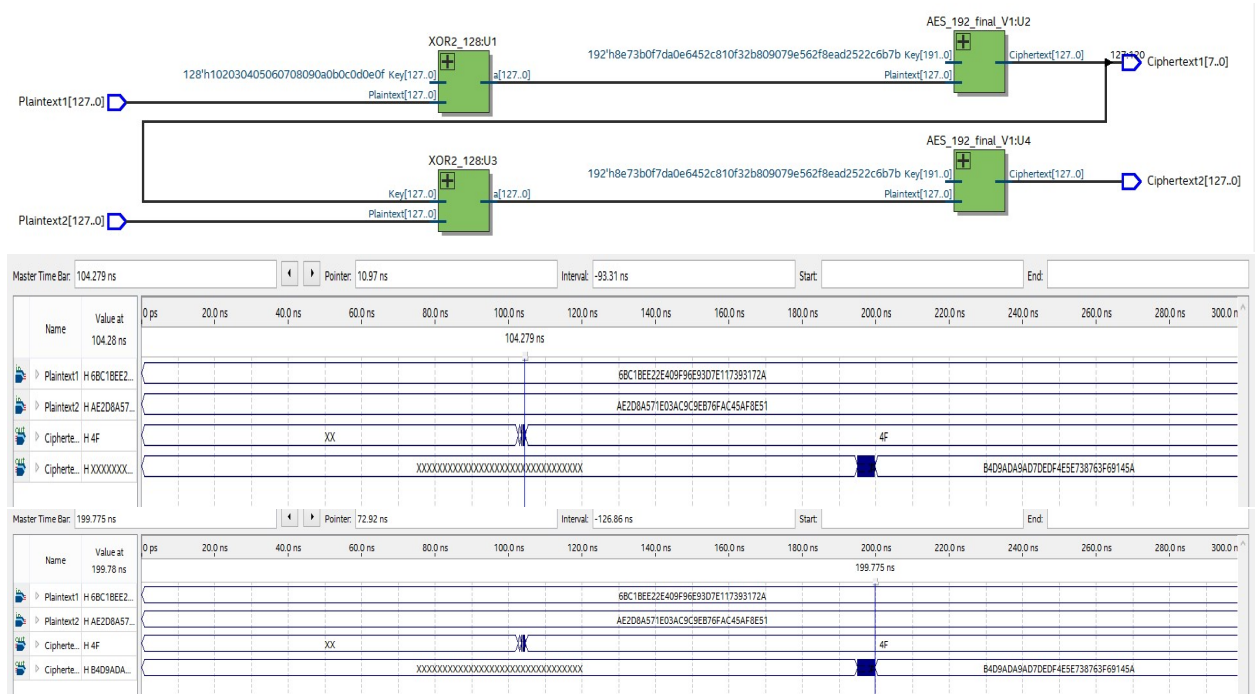 AES_192_final_V1:U2
XOR2_128:U1
192'h8e73b0f7da0e6452c810f32b809079e562f8ead2522c6b7b Key[191..0]
Ciphertext[127..0]
127:120
Ciphertext1[7..0]
128'h102030405060708090a0b0c0d0e0f Key[127..0]
a[127..0]
Plaintext[127..0]
Plaintext1[127..0]
Plaintext[127..0]
AES_192_final_V1:U4
XOR2_128:U3
192'h8e73b0f7da0e6452c810f32b809079e562f8ead2522c6b7b Key[191..0]
Ciphertext[127..0]
Ciphertext2[127..0]
Key[127..0]
a[127..0]
Plaintext[127..0]
Plaintext2[127..0]
Plaintext[127..0]
Master Time Bar: 104.279 ns Pointer: 10.97 ns Interval: -93.31 ns Start: End:
Name Value at 104.28 ns
0 ps 20.0 ns 40.0 ns 60.0 ns 80.0 ns 100.0 ns 120.0 ns 140.0 ns 160.0 ns 180.0 ns 200.0 ns 220.0 ns 240.0 ns 260.0 ns 280.0 ns 300.0 n
104.279 ns
Plaintext1 H 6BC1BEE2... 6BC1BEE22E409F96E93D7E117393172A
Plaintext2 H AE2D8A57... AE2D8A571E03AC9C9EB76FAC45AF8E51
Cipherte... H 4F XX 4F
Cipherte... H XXXXXXX... XXXXXXXXXXXXXXXXXXXXXXXXXXXXXXXX B4D9ADA9AD7DEDF4E5E738763F69145A
Master Time Bar: 199.775 ns Pointer: 72.92 ns Interval: -126.86 ns Start: End:
Name Value at 199.78 ns
0 ps 20.0 ns 40.0 ns 60.0 ns 80.0 ns 100.0 ns 120.0 ns 140.0 ns 160.0 ns 180.0 ns 200.0 ns 220.0 ns 240.0 ns 260.0 ns 280.0 ns 300.0 n
199.775 ns
Plaintext1 H 6BC1BEE2... 6BC1BEE22E409F96E93D7E117393172A
Plaintext2 H AE2D8A57... AE2D8A571E03AC9C9EB76FAC45AF8E51
Cipherte... H 4F XX 4F
Cipherte... H B4D9ADA... XXXXXXXXXXXXXXXXXXXXXXXXXXXXXXXX B4D9ADA9AD7DEDF4E5E738763F69145A